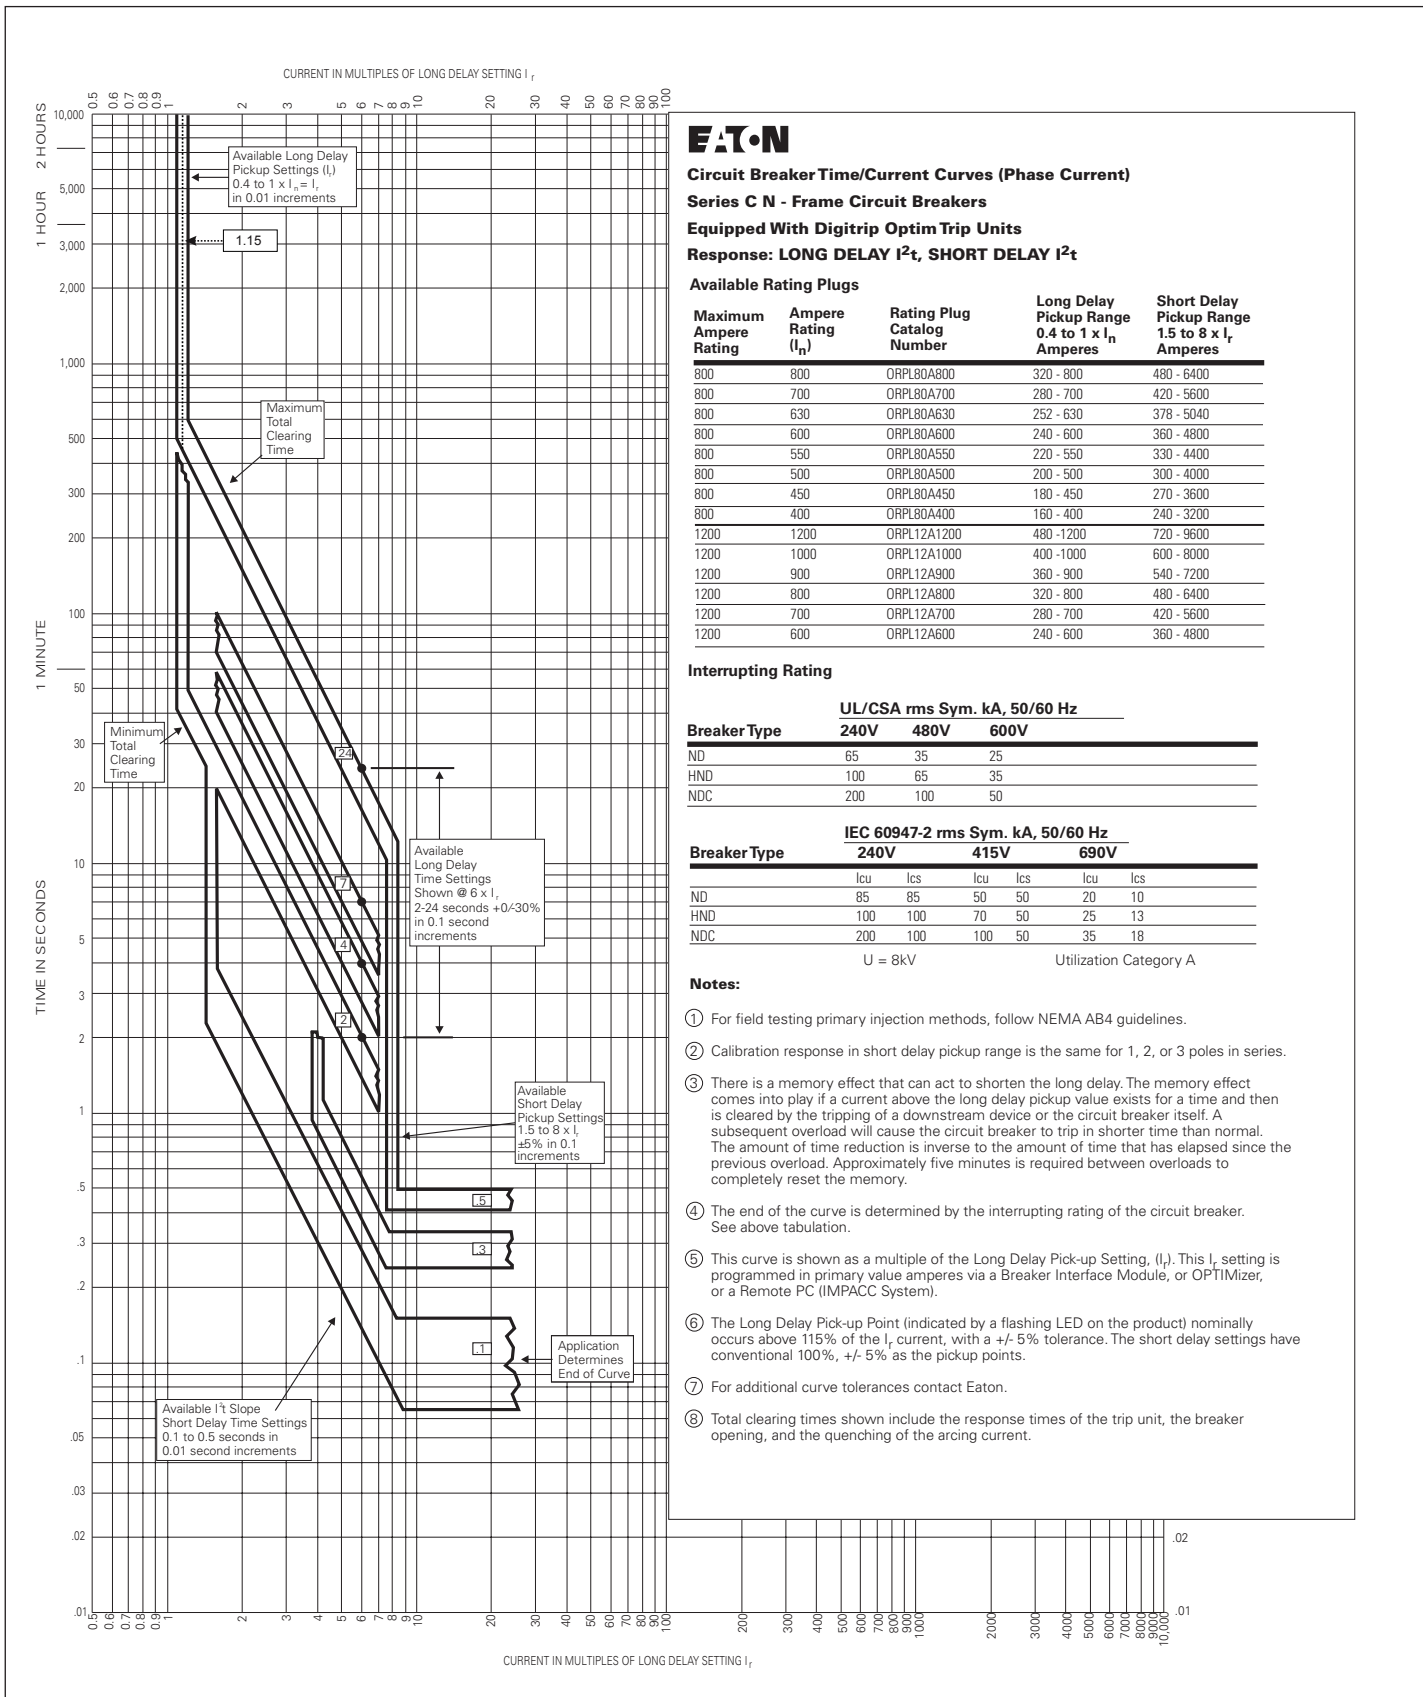 CURRENT IN MULTIPLES OF LONG DELAY SETTING I r
0.5 0.6 0.7 0.8 0.9 1 2 3 4 5 6 7 8 9 10 20 30 40 50 60 70 80 90 100
2 HOURS
1 HOUR
1 MINUTE
TIME IN SECONDS
10,000
5,000
3,000
2,000
1,000
500
300
200
100
50
30
20
10
5
3
2
1
.5
.3
.2
.1
.05
.03
.02
.01
Available Long Delay
Pickup Settings (Ir)
0.4 to 1 x In = Ir
in 0.01 increments
1.15
Maximum
Total
Clearing
Time
Minimum
Total
Clearing
Time
24
7
4
2
Available
Long Delay
Time Settings
Shown @ 6 x Ir
2-24 seconds +0/-30%
in 0.1 second
increments
Available
Short Delay
Pickup Settings
1.5 to 8 x Ir
±5% in 0.1
increments
.5
.3
.1
Application
Determines
End of Curve
Available I²t Slope
Short Delay Time Settings
0.1 to 0.5 seconds in
0.01 second increments
EATON
Circuit Breaker Time/Current Curves (Phase Current)
Series C N - Frame Circuit Breakers
Equipped With Digitrip Optim Trip Units
Response: LONG DELAY I²t, SHORT DELAY I²t
Available Rating Plugs
Maximum Ampere Rating | Ampere Rating (In) | Rating Plug Catalog Number | Long Delay Pickup Range 0.4 to 1 x In Amperes | Short Delay Pickup Range 1.5 to 8 x Ir Amperes
800 800 ORPL80A800 320 - 800 480 - 6400
800 700 ORPL80A700 280 - 700 420 - 5600
800 630 ORPL80A630 252 - 630 378 - 5040
800 600 ORPL80A600 240 - 600 360 - 4800
800 550 ORPL80A550 220 - 550 330 - 4400
800 500 ORPL80A500 200 - 500 300 - 4000
800 450 ORPL80A450 180 - 450 270 - 3600
800 400 ORPL80A400 160 - 400 240 - 3200
1200 1200 ORPL12A1200 480 -1200 720 - 9600
1200 1000 ORPL12A1000 400 -1000 600 - 8000
1200 900 ORPL12A900 360 - 900 540 - 7200
1200 800 ORPL12A800 320 - 800 480 - 6400
1200 700 ORPL12A700 280 - 700 420 - 5600
1200 600 ORPL12A600 240 - 600 360 - 4800
Interrupting Rating
UL/CSA rms Sym. kA, 50/60 Hz
Breaker Type 240V 480V 600V
ND 65 35 25
HND 100 65 35
NDC 200 100 50
IEC 60947-2 rms Sym. kA, 50/60 Hz
Breaker Type 240V 415V 690V
Icu Ics Icu Ics Icu Ics
ND 85 85 50 50 20 10
HND 100 100 70 50 25 13
NDC 200 100 100 50 35 18
U = 8kV Utilization Category A
Notes:
① For field testing primary injection methods, follow NEMA AB4 guidelines.
② Calibration response in short delay pickup range is the same for 1, 2, or 3 poles in series.
③ There is a memory effect that can act to shorten the long delay. The memory effect
comes into play if a current above the long delay pickup value exists for a time and then
is cleared by the tripping of a downstream device or the circuit breaker itself. A
subsequent overload will cause the circuit breaker to trip in shorter time than normal.
The amount of time reduction is inverse to the amount of time that has elapsed since the
previous overload. Approximately five minutes is required between overloads to
completely reset the memory.
④ The end of the curve is determined by the interrupting rating of the circuit breaker.
See above tabulation.
⑤ This curve is shown as a multiple of the Long Delay Pick-up Setting, (Ir). This Ir setting is
programmed in primary value amperes via a Breaker Interface Module, or OPTIMizer,
or a Remote PC (IMPACC System).
⑥ The Long Delay Pick-up Point (indicated by a flashing LED on the product) nominally
occurs above 115% of the Ir current, with a +/- 5% tolerance. The short delay settings have
conventional 100%, +/- 5% as the pickup points.
⑦ For additional curve tolerances contact Eaton.
⑧ Total clearing times shown include the response times of the trip unit, the breaker
opening, and the quenching of the arcing current.
.02
.01
0.5 0.6 0.7 0.8 0.9 1 2 3 4 5 6 7 8 9 10 20 30 40 50 60 70 80 90 100 200 300 400 500 600 700 800 900 1000 2000 3000 4000 5000 6000 7000 8000 9000 10,000
CURRENT IN MULTIPLES OF LONG DELAY SETTING I r